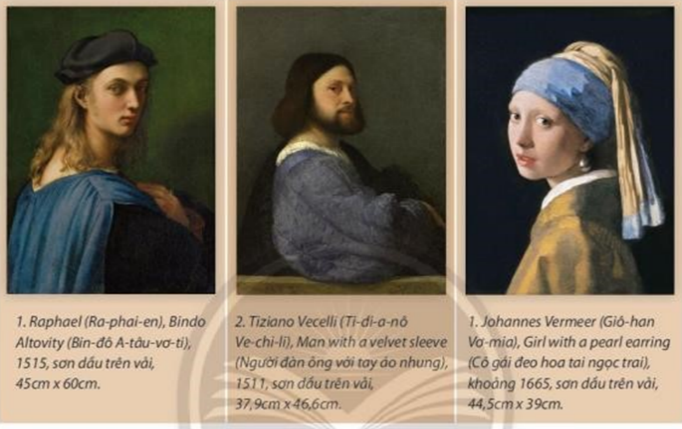 1. Raphael (Ra-phai-en), Bindo
Altovity (Bin-đô A-tâu-vơ-ti),
1515, sơn dầu trên vải,
45cm x 60cm.
2. Tiziano Vecelli (Ti-di-a-nô
Ve-chi-li), Man with a velvet sleeve
(Người đàn ông với tay áo nhung),
1511, sơn dầu trên vải,
37,9cm x 46,6cm.
1. Johannes Vermeer (Giô-han
Vơ-mia), Girl with a pearl earring
(Cô gái đeo hoa tai ngọc trai),
khoảng 1665, sơn dầu trên vải,
44,5cm x 39cm.